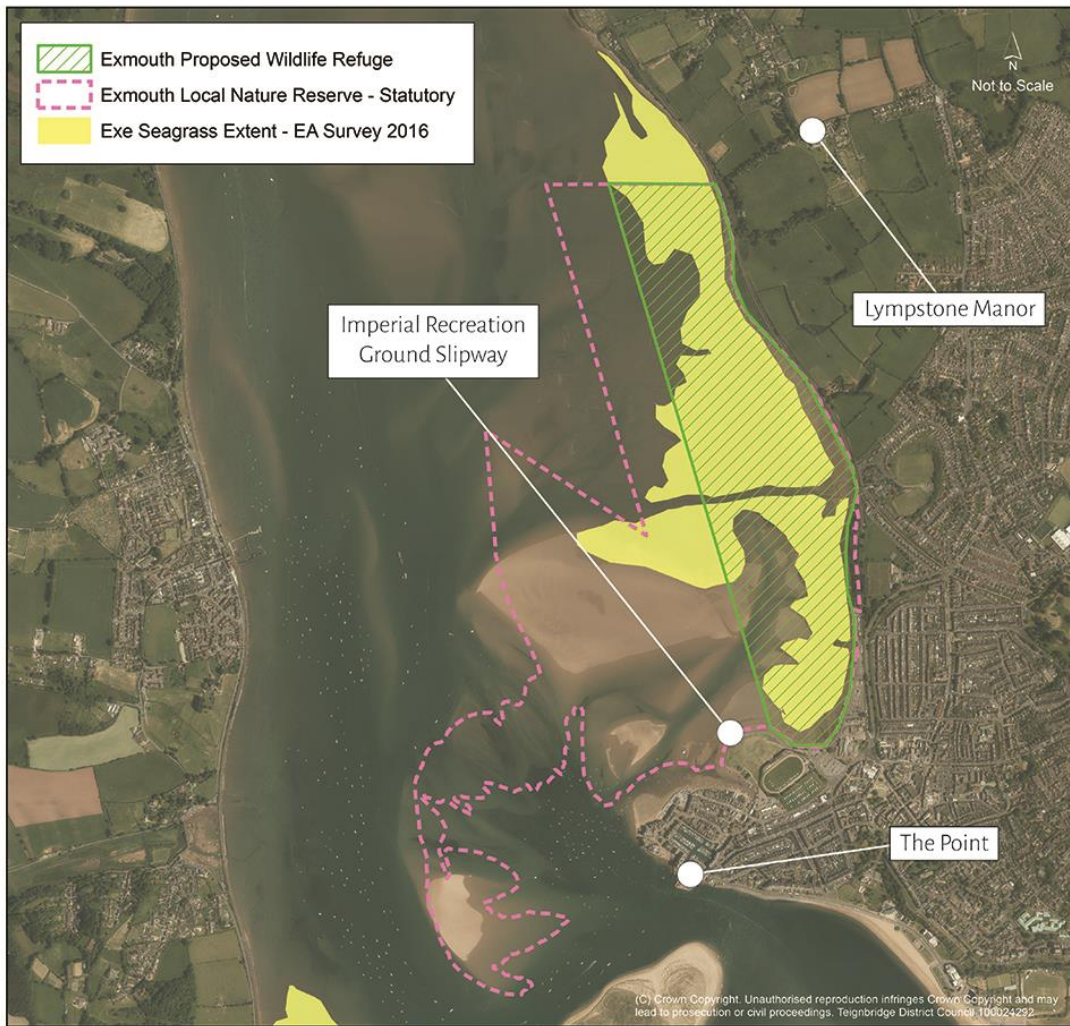 Exmouth Proposed Wildlife Refuge
Exmouth Local Nature Reserve - Statutory
Exe Seagrass Extent - EA Survey 2016
N
Not to Scale
Lympstone Manor
Imperial Recreation
Ground Slipway
The Point
(C) Crown Copyright. Unauthorised reproduction infringes Crown Copyright and may
lead to prosecution or civil proceedings. Teignbridge District Council 100024292.